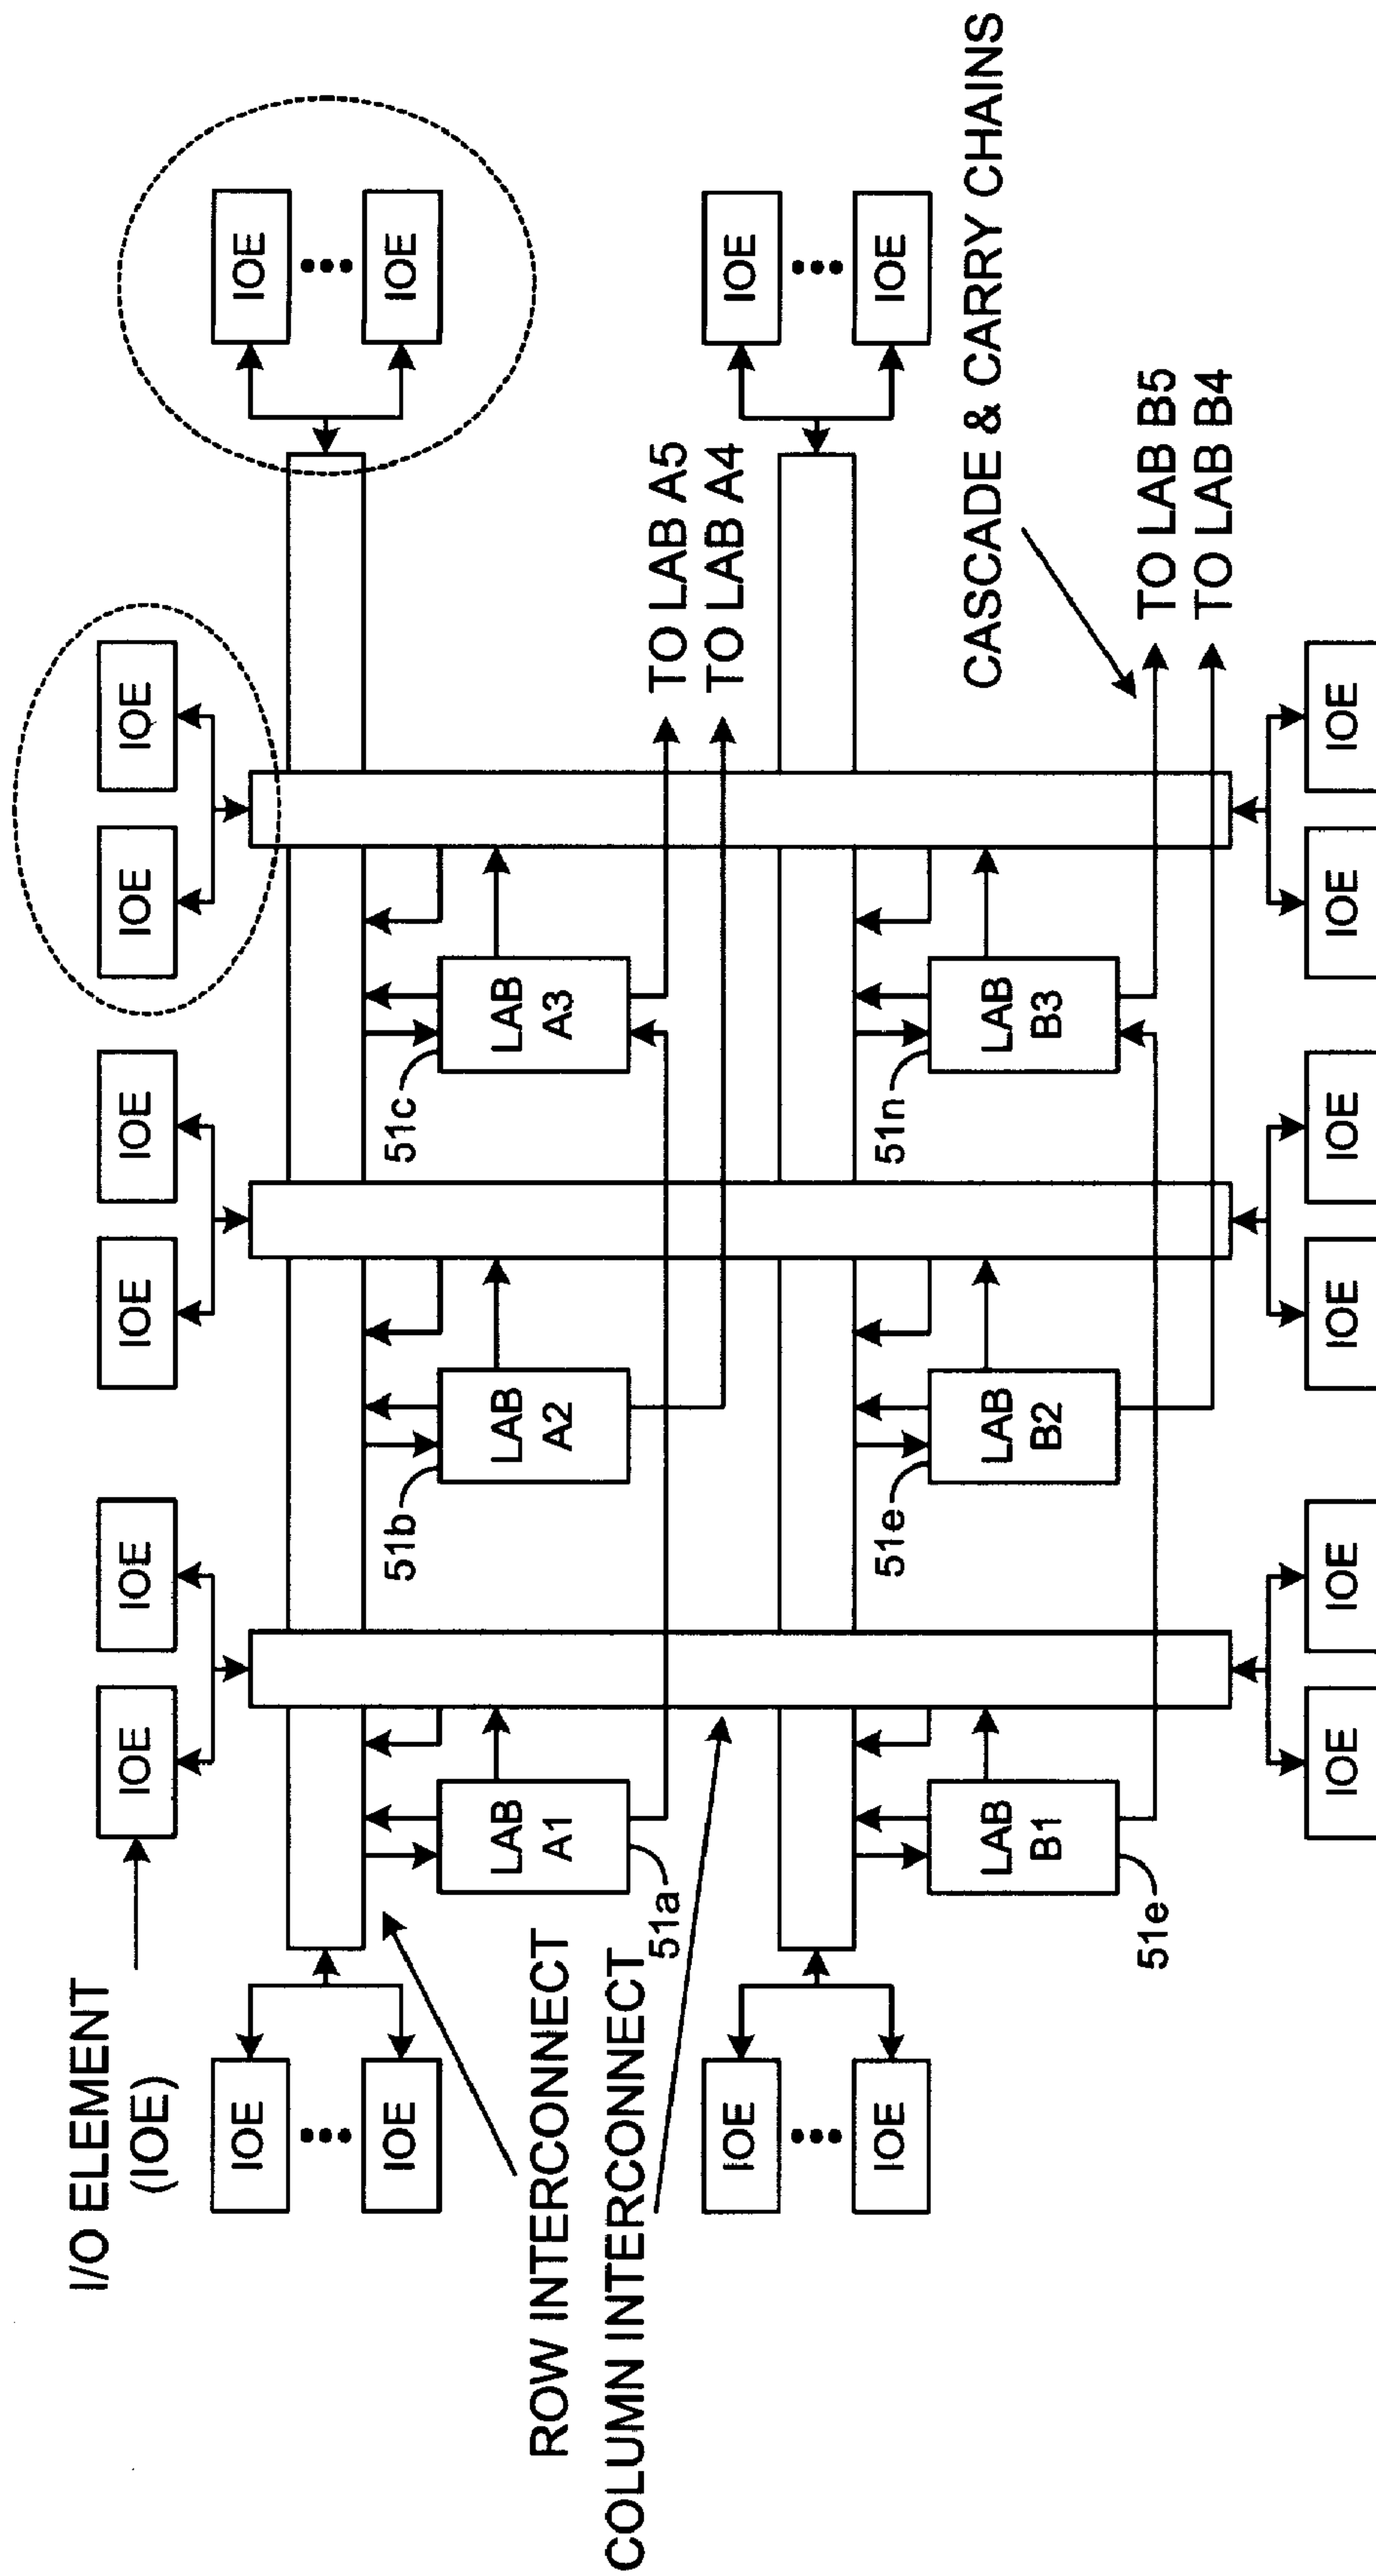 I/O ELEMENT
(IOE)
IOE IOE IOE IOE IOE IOE
IOE IOE
IOE IOE
ROW INTERCONNECT
COLUMN INTERCONNECT
51a
LAB
A1
51b
LAB
A2
51c
LAB
A3
TO LAB A5
TO LAB A4
IOE IOE
IOE IOE
51e
LAB
B1
51e
LAB
B2
51n
LAB
B3
CASCADE & CARRY CHAINS
TO LAB B5
TO LAB B4
IOE IOE IOE IOE IOE IOE